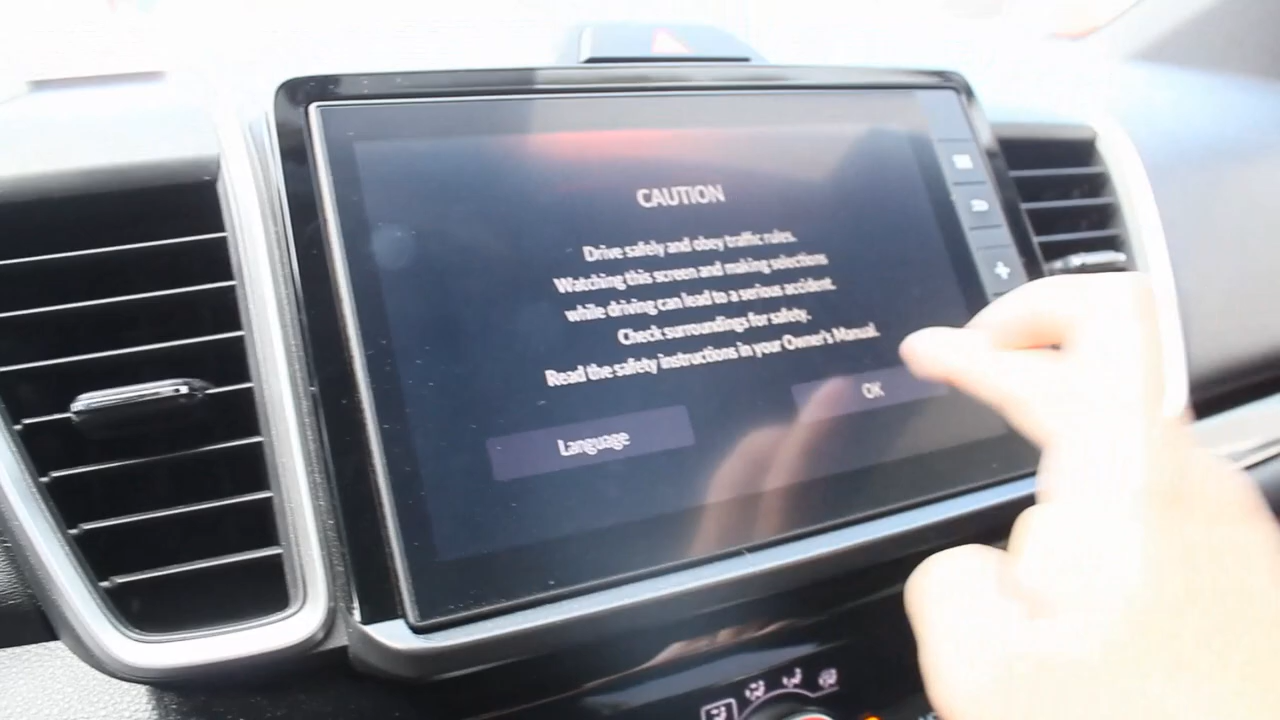 CAUTION
Drive safely and obey traffic rules.
Watching this screen and making selections
while driving can lead to a serious accident.
Check surroundings for safety.
Read the safety instructions in your Owner's Manual.
OK
Language